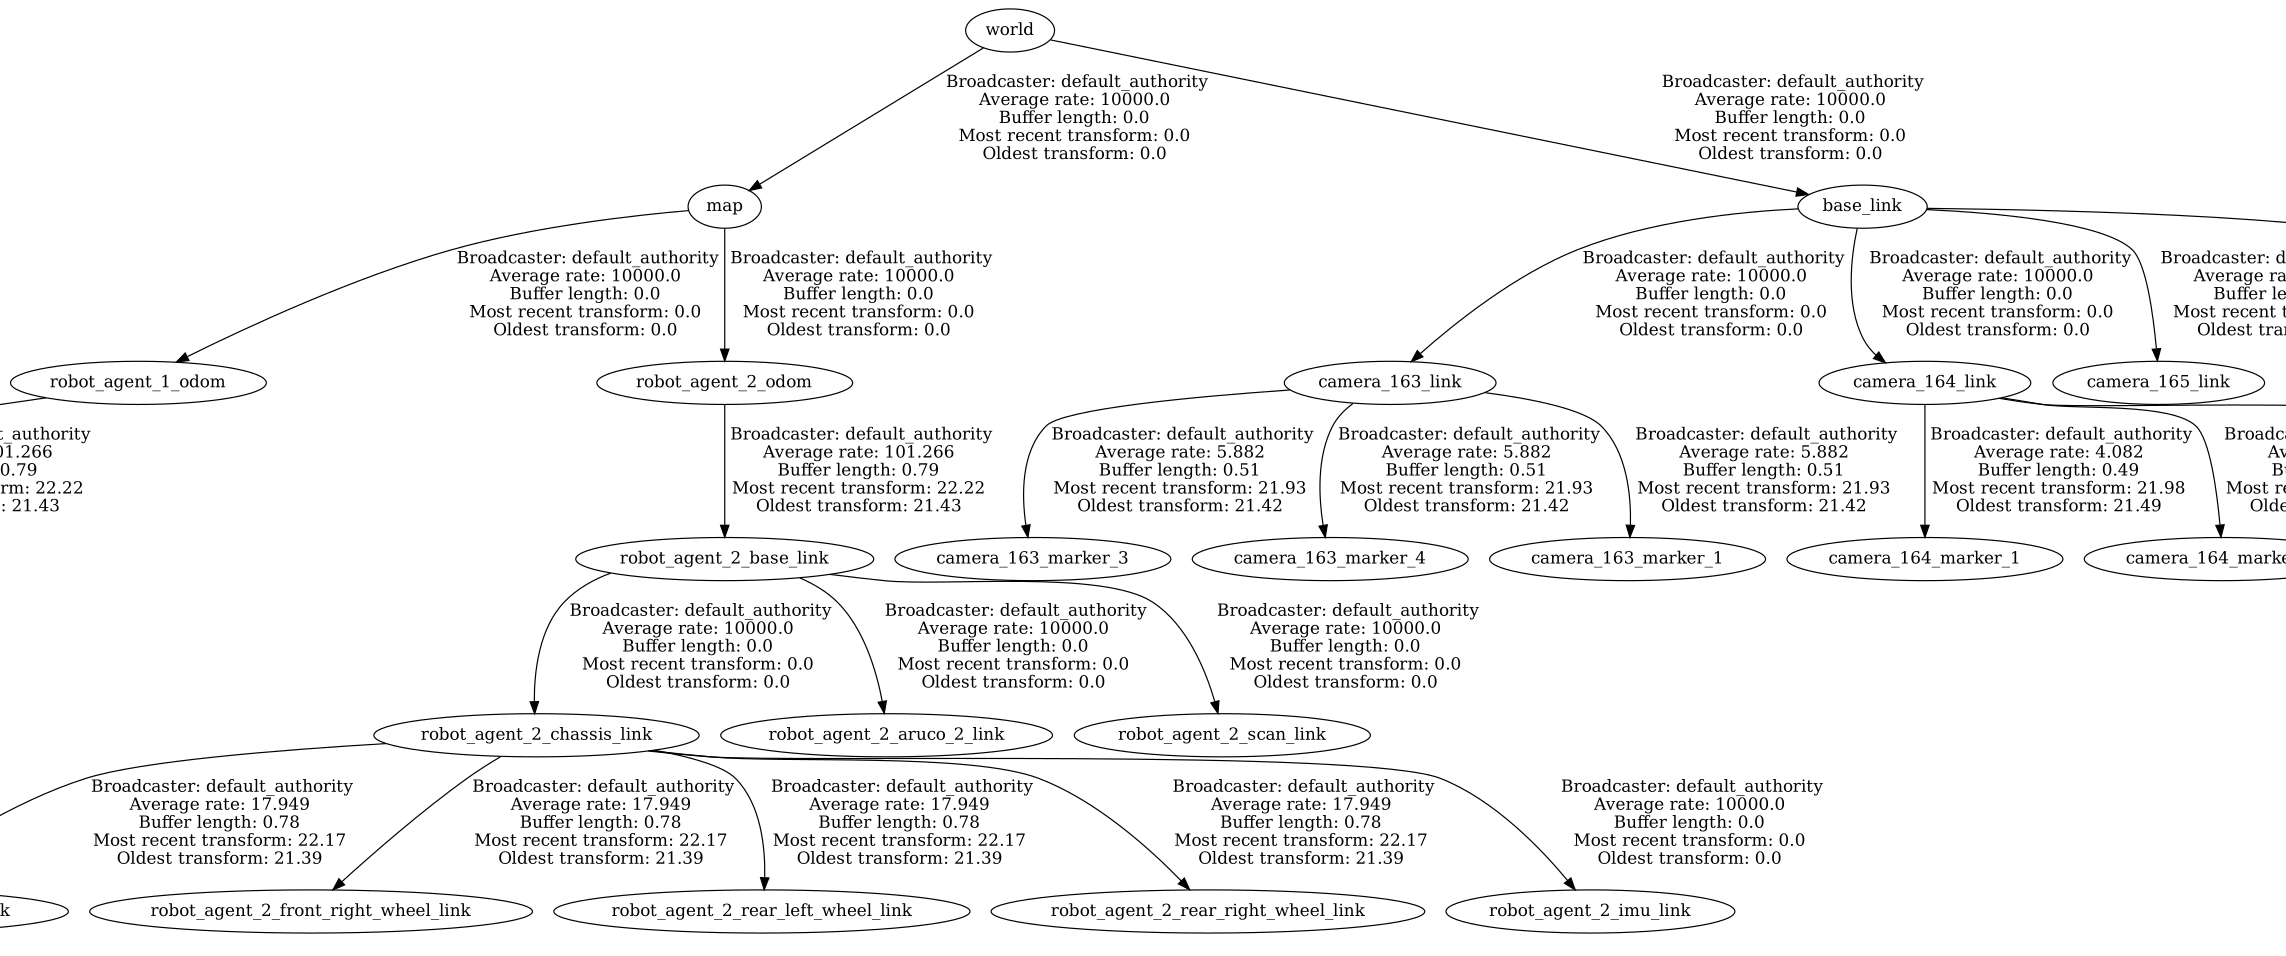 world
Broadcaster: default_authority
Average rate: 10000.0
Buffer length: 0.0
Most recent transform: 0.0
Oldest transform: 0.0
Broadcaster: default_authority
Average rate: 10000.0
Buffer length: 0.0
Most recent transform: 0.0
Oldest transform: 0.0
map
base_link
Broadcaster: default_authority
Average rate: 10000.0
Buffer length: 0.0
Most recent transform: 0.0
Oldest transform: 0.0
Broadcaster: default_authority
Average rate: 10000.0
Buffer length: 0.0
Most recent transform: 0.0
Oldest transform: 0.0
Broadcaster: default_authority
Average rate: 10000.0
Buffer length: 0.0
Most recent transform: 0.0
Oldest transform: 0.0
Broadcaster: default_authority
Average rate: 10000.0
Buffer length: 0.0
Most recent transform: 0.0
Oldest transform: 0.0
Broadcaster:
Average
Buffer
Most recent
Oldest
robot_agent_1_odom
robot_agent_2_odom
camera_163_link
camera_164_link
camera_165_link
22.22
: 21.43
Broadcaster: default_authority
Average rate: 101.266
Buffer length: 0.79
Most recent transform: 22.22
Oldest transform: 21.43
Broadcaster: default_authority
Average rate: 5.882
Buffer length: 0.51
Most recent transform: 21.93
Oldest transform: 21.42
Broadcaster: default_authority
Average rate: 5.882
Buffer length: 0.51
Most recent transform: 21.93
Oldest transform: 21.42
Broadcaster: default_authority
Average rate: 5.882
Buffer length: 0.51
Most recent transform: 21.93
Oldest transform: 21.42
Broadcaster: default_authority
Average rate: 4.082
Buffer length: 0.49
Most recent transform: 21.98
Oldest transform: 21.49
Most
robot_agent_2_base_link
camera_163_marker_3
camera_163_marker_4
camera_163_marker_1
camera_164_marker_1
Broadcaster: default_authority
Average rate: 10000.0
Buffer length: 0.0
Most recent transform: 0.0
Oldest transform: 0.0
Broadcaster: default_authority
Average rate: 10000.0
Buffer length: 0.0
Most recent transform: 0.0
Oldest transform: 0.0
Broadcaster: default_authority
Average rate: 10000.0
Buffer length: 0.0
Most recent transform: 0.0
Oldest transform: 0.0
robot_agent_2_chassis_link
robot_agent_2_aruco_2_link
robot_agent_2_scan_link
Broadcaster: default_authority
Average rate: 17.949
Buffer length: 0.78
Most recent transform: 22.17
Oldest transform: 21.39
Broadcaster: default_authority
Average rate: 17.949
Buffer length: 0.78
Most recent transform: 22.17
Oldest transform: 21.39
Broadcaster: default_authority
Average rate: 17.949
Buffer length: 0.78
Most recent transform: 22.17
Oldest transform: 21.39
Broadcaster: default_authority
Average rate: 17.949
Buffer length: 0.78
Most recent transform: 22.17
Oldest transform: 21.39
Broadcaster: default_authority
Average rate: 10000.0
Buffer length: 0.0
Most recent transform: 0.0
Oldest transform: 0.0
robot_agent_2_front_right_wheel_link
robot_agent_2_rear_left_wheel_link
robot_agent_2_rear_right_wheel_link
robot_agent_2_imu_link